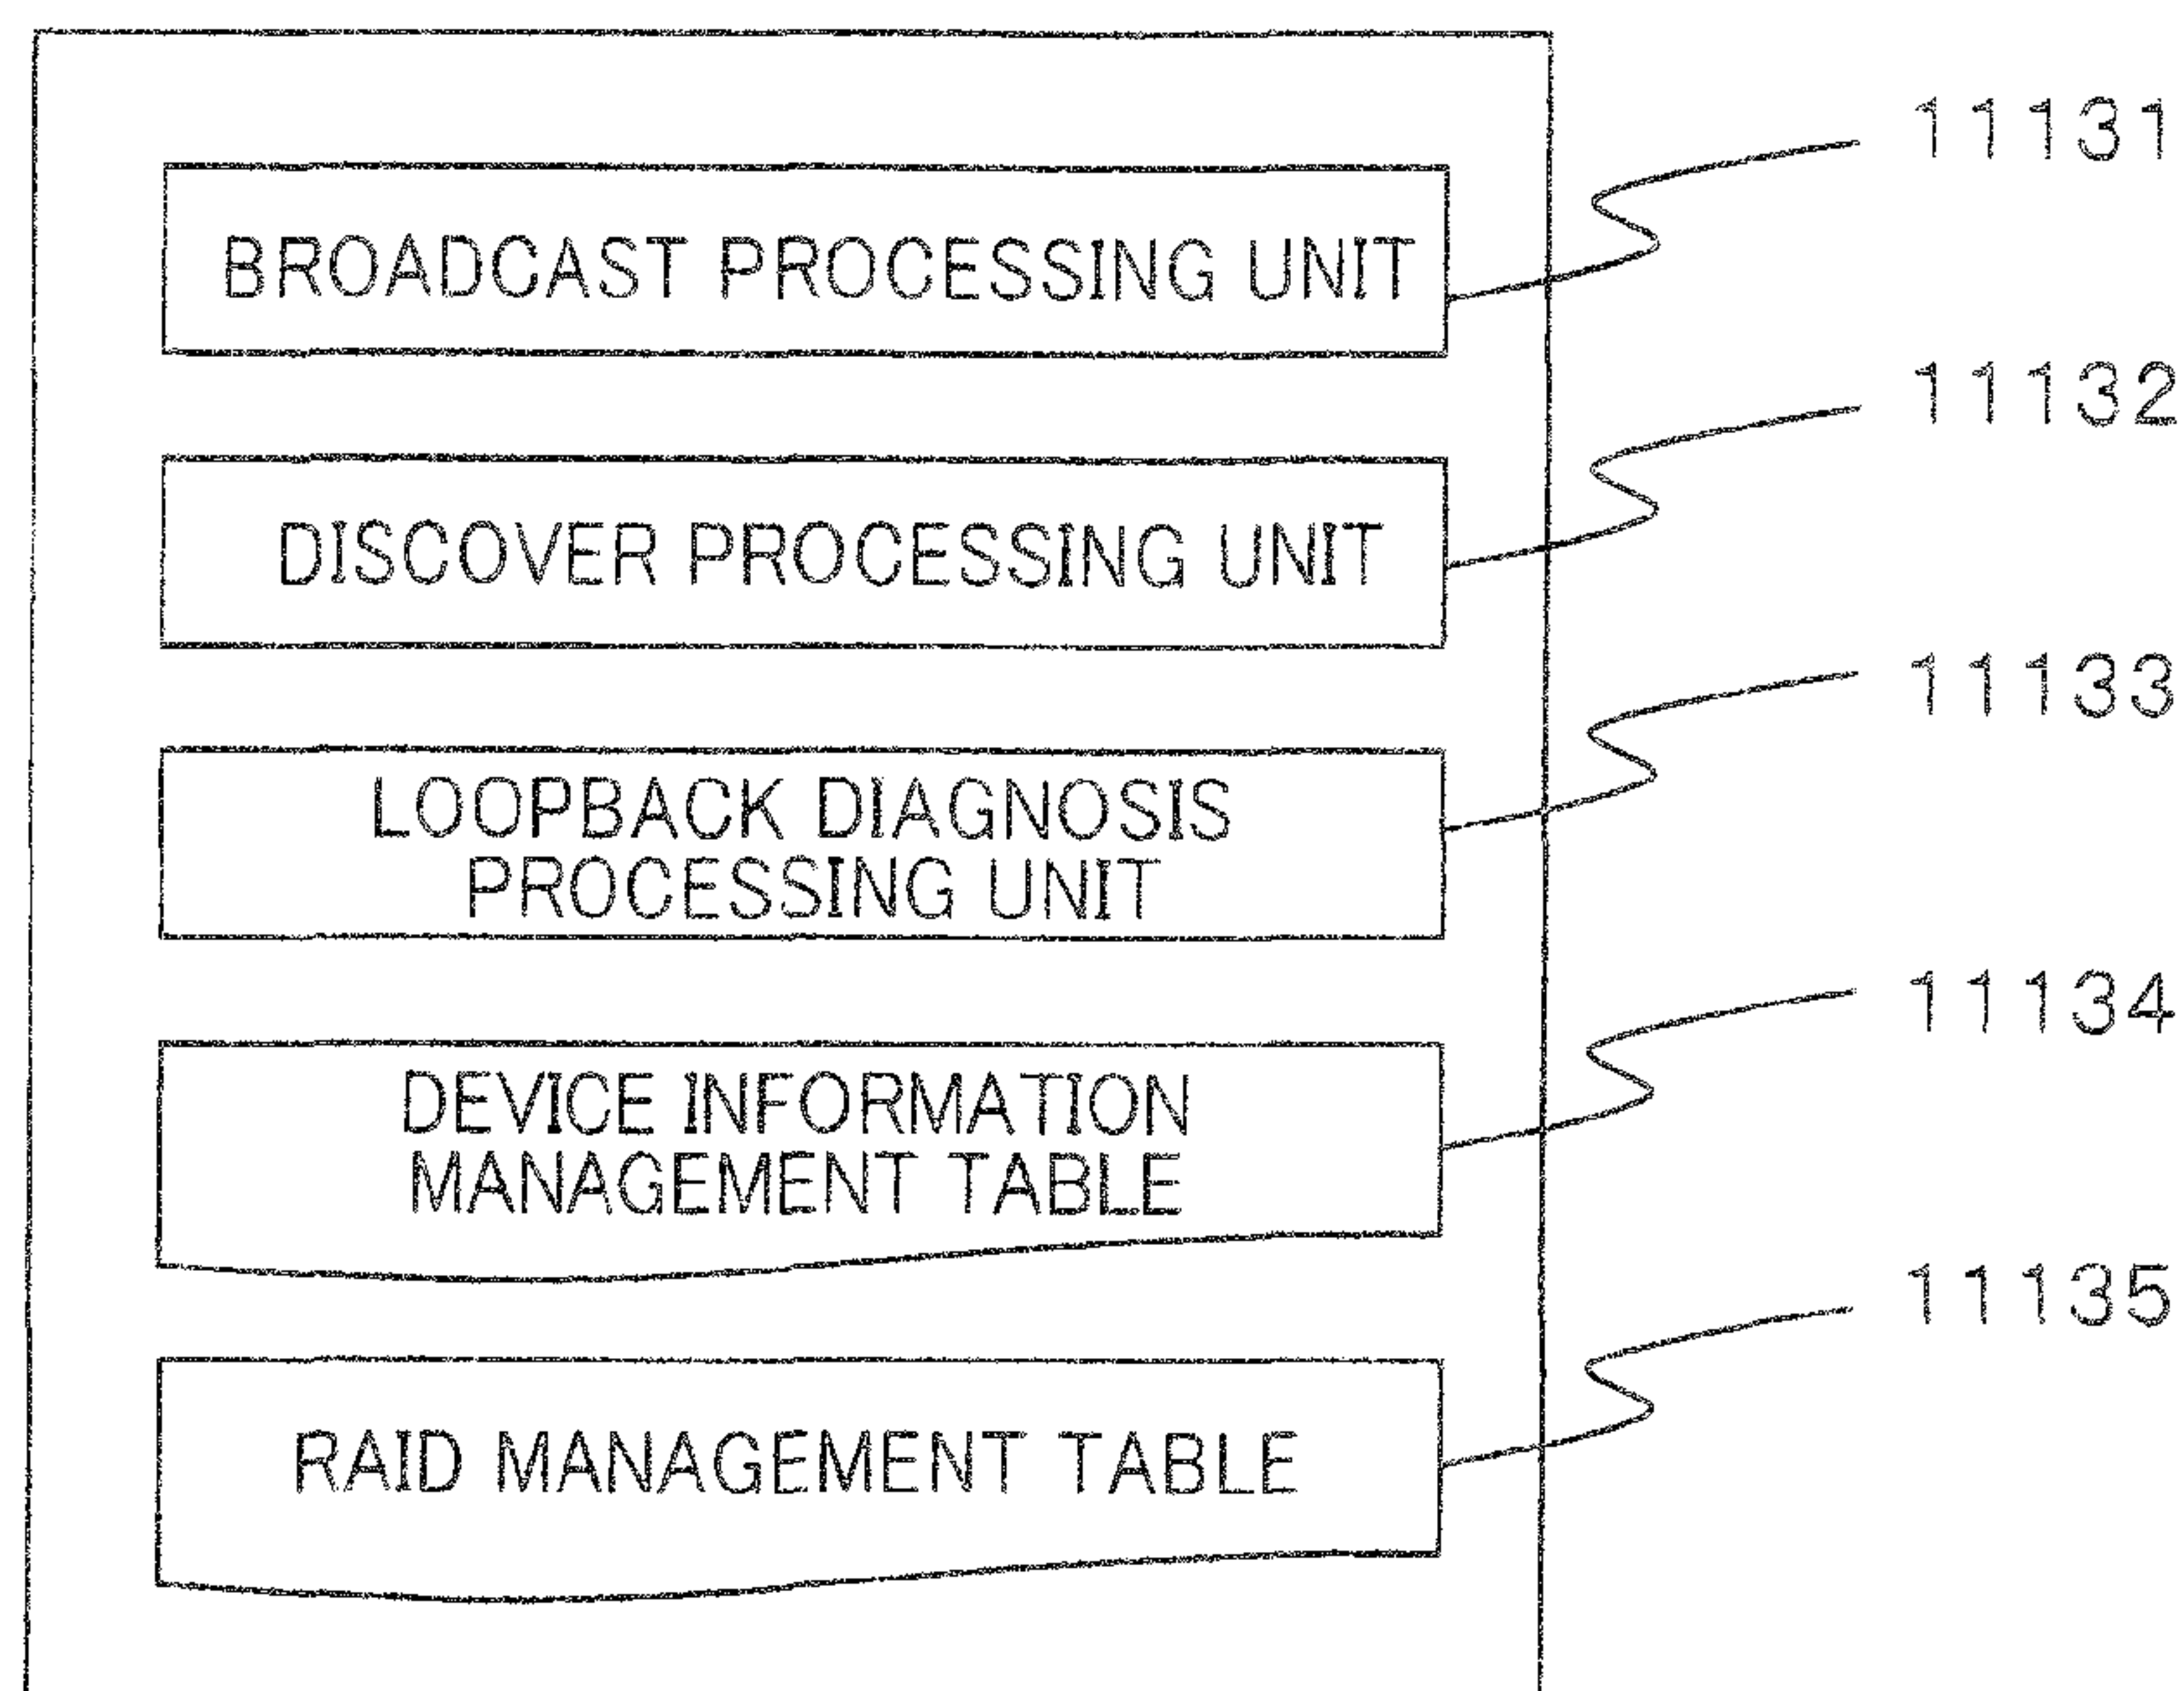 11131
BROADCAST PROCESSING UNIT
11132
DISCOVER PROCESSING UNIT
11133
LOOPBACK DIAGNOSIS
PROCESSING UNIT
11134
DEVICE INFORMATION
MANAGEMENT TABLE
11135
RAID MANAGEMENT TABLE